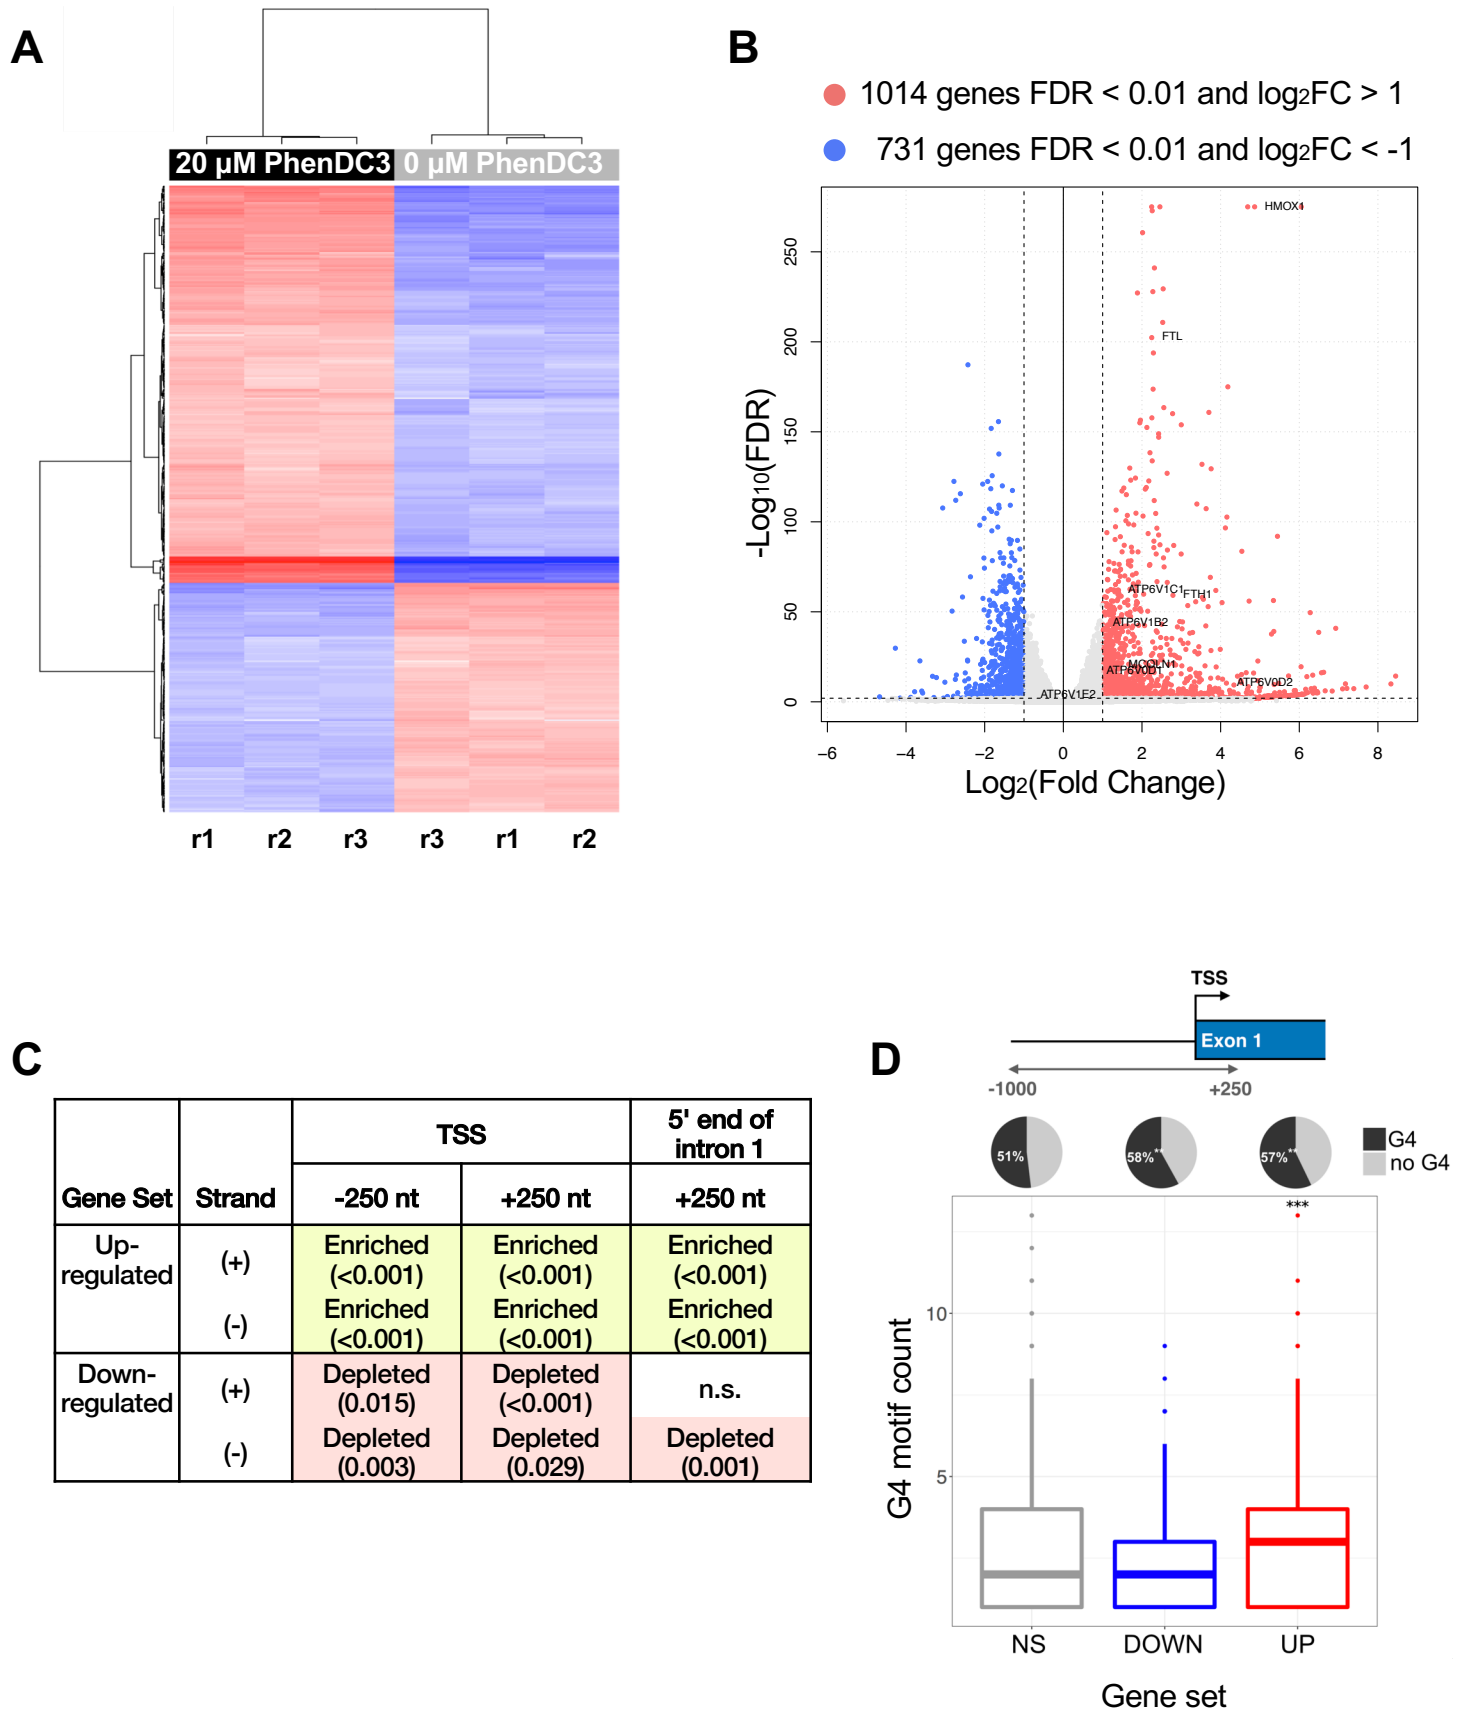 A
20 µM PhenDC3 0 µM PhenDC3
r1 r2 r3 r3 r1 r2
B
1014 genes FDR < 0.01 and log2FC > 1
731 genes FDR < 0.01 and log2FC < -1
-Log10(FDR)
250
200
150
100
50
0
HMOX1
FTL
ATP6V1C1
FTH1
ATP6V1B2
MCOLN1
ATP6V0D1
ATP6V0D2
ATP6V1E2
−6 −4 −2 0 2 4 6 8
Log2(Fold Change)
C
Gene Set
Strand
TSS
5' end of
intron 1
-250 nt
+250 nt
+250 nt
Up-
regulated
(+)
Enriched
(<0.001)
Enriched
(<0.001)
Enriched
(<0.001)
(-)
Enriched
(<0.001)
Enriched
(<0.001)
Enriched
(<0.001)
Down-
regulated
(+)
Depleted
(0.015)
Depleted
(<0.001)
n.s.
(-)
Depleted
(0.003)
Depleted
(0.029)
Depleted
(0.001)
D
TSS
Exon 1
-1000
+250
51%
58%**
57%**
G4
no G4
***
G4 motif count
10
5
NS DOWN UP
Gene set